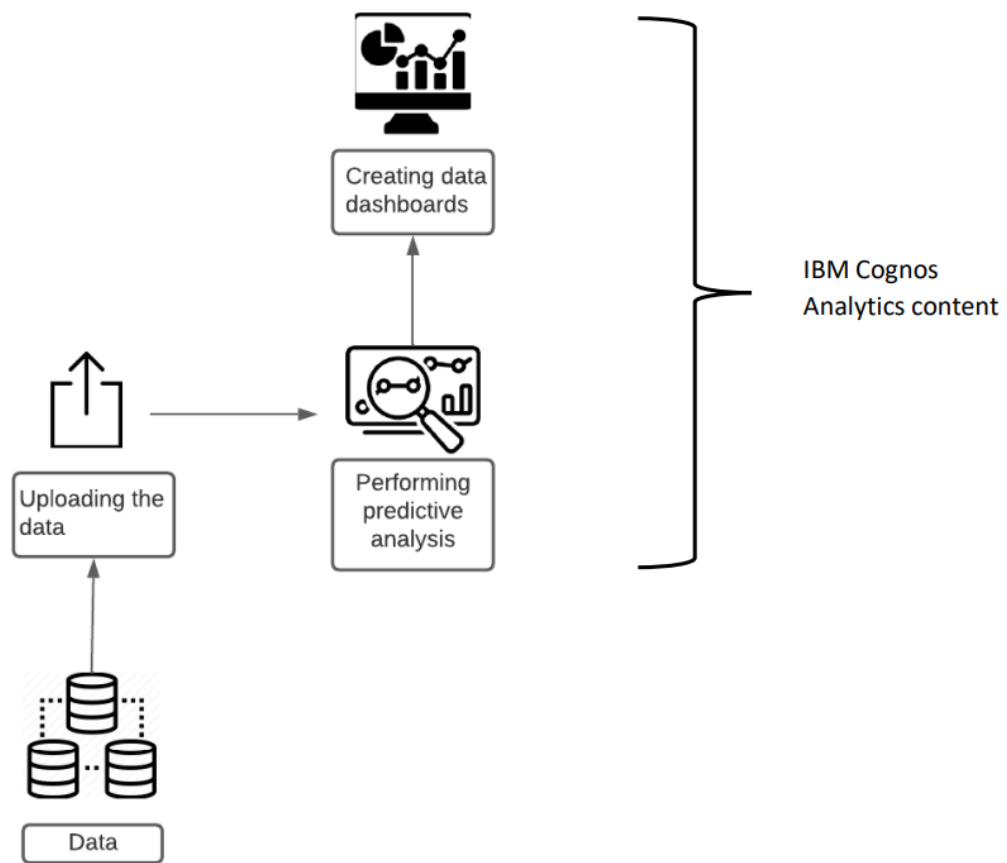 Creating data
dashboards
IBM Cognos
Analytics content
Uploading the
data
Performing
predictive
analysis
Data